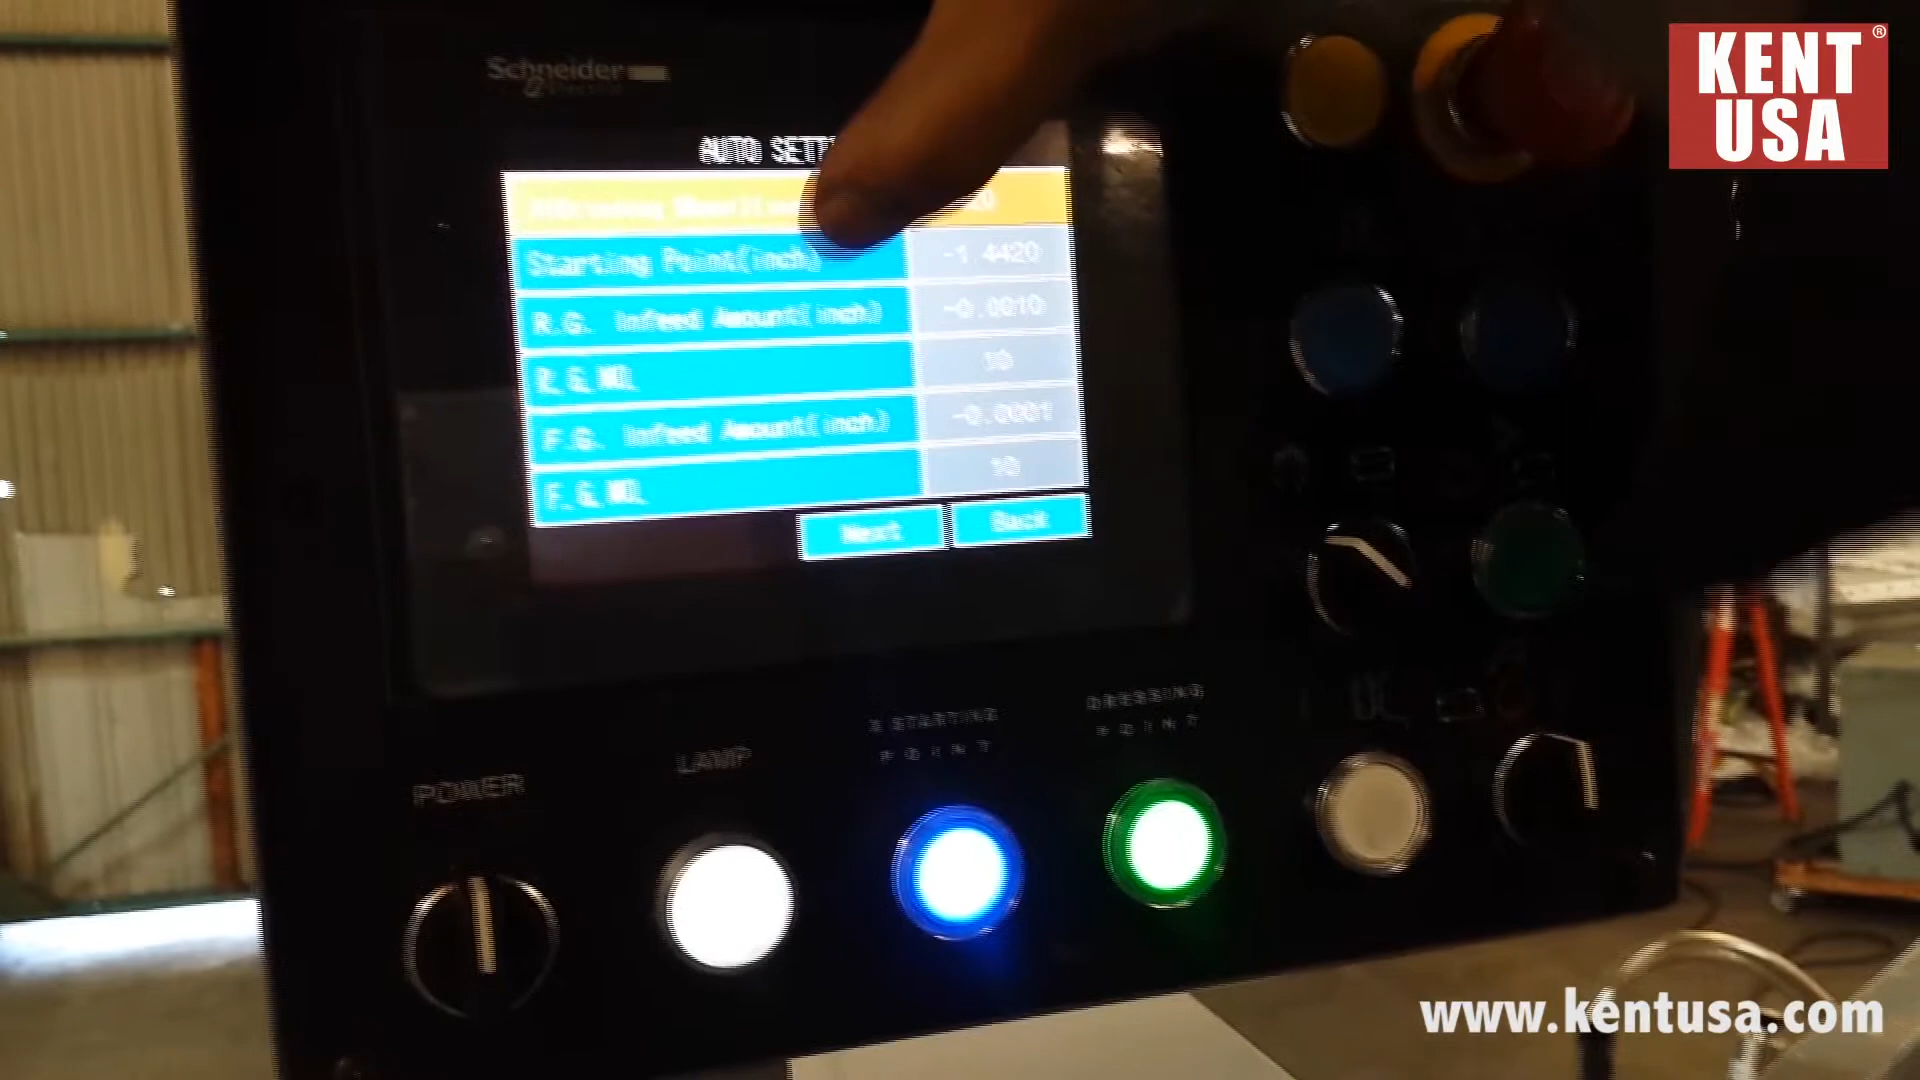 KENT®
USA
Schneider
Electric
AUTO
Starting Point(inch) -1.4420
R.G. Infeed Amount(inch) -0.0010
R.G.NO. 10
F.G. Infeed Amount(inch) -0.0001
F.G.NO. 10
Next Back
DRESSING
POINT
STARTING
POINT
LAMP
POWER
www.kentusa.com